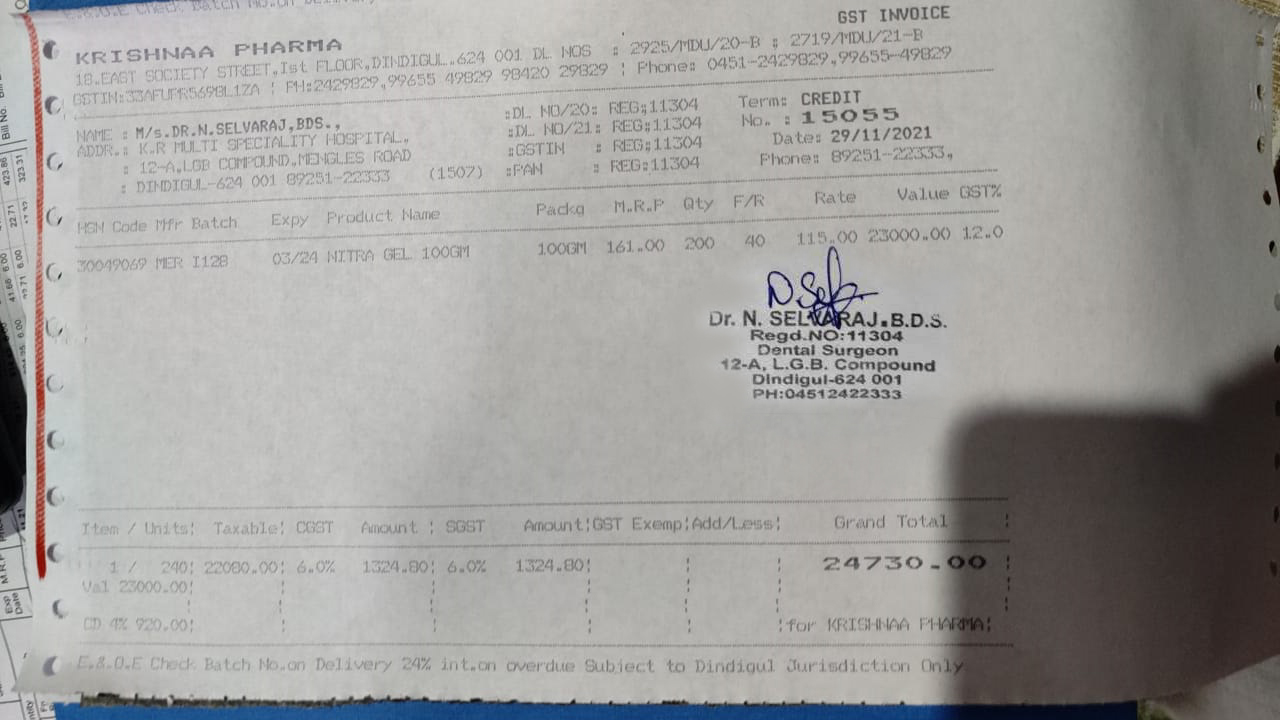 E.&.O.E Check Batch No.on Delivery
GST INVOICE
KRISHNAA PHARMA
18.EAST SOCIETY STREET,Ist FLOOR,DINDIGUL.624 001 DL NOS : 2925/MDU/20-B : 2719/MDU/21-B
GSTIN:33AFUPR5698L1ZA ! PH:2429829,99655 49829 98420 29829 ! Phone: 0451-2429829,99655-49829
NAME : M/s.DR.N.SELVARAJ,BDS., :DL NO/20: REG:11304 Term: CREDIT
ADDR.: K.R MULTI SPECIALITY HOSPITAL, :DL NO/21: REG:11304 No. : 15055
: 12-A,LGB COMPOUND,MENGLES ROAD :GSTIN : REG:11304 Date: 29/11/2021
: DINDIGUL-624 001 89251-22333 (1507) :PAN : REG:11304 Phone: 89251-22333,
HSN Code Mfr Batch Expy Product Name Packg M.R.P Qty F/R Rate Value GST%
30049069 MER I128 03/24 NITRA GEL 100GM 100GM 161.00 200 40 115.00 23000.00 12.0
Dr. N. SELVARAJ.B.D.S.
Regd.NO:11304
Dental Surgeon
12-A, L.G.B. Compound
Dindigul-624 001
PH:04512422333
Item / Units! Taxable! CGST Amount ! SGST Amount!GST Exemp!Add/Less! Grand Total !
1 / 240! 22080.00! 6.0% 1324.80! 6.0% 1324.80! 24730.00
Val 23000.00!
CD 4% 920.00! !for KRISHNAA PHARMA!
E.&.O.E Check Batch No.on Delivery 24% int.on overdue Subject to Dindigul Jurisdiction Only